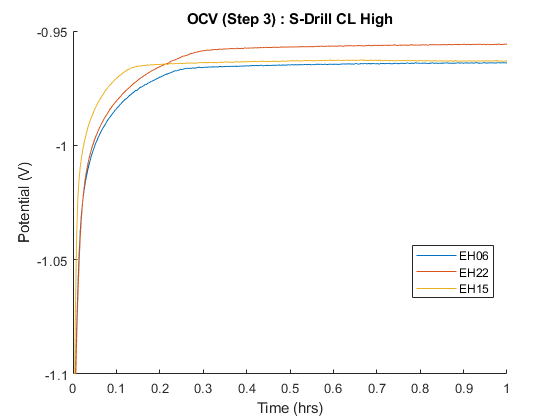 OCV (Step 3) : S-Drill CL High
Potential (V)
-0.95
-1
-1.05
-1.1
EH06
EH22
EH15
0 0.1 0.2 0.3 0.4 0.5 0.6 0.7 0.8 0.9 1
Time (hrs)